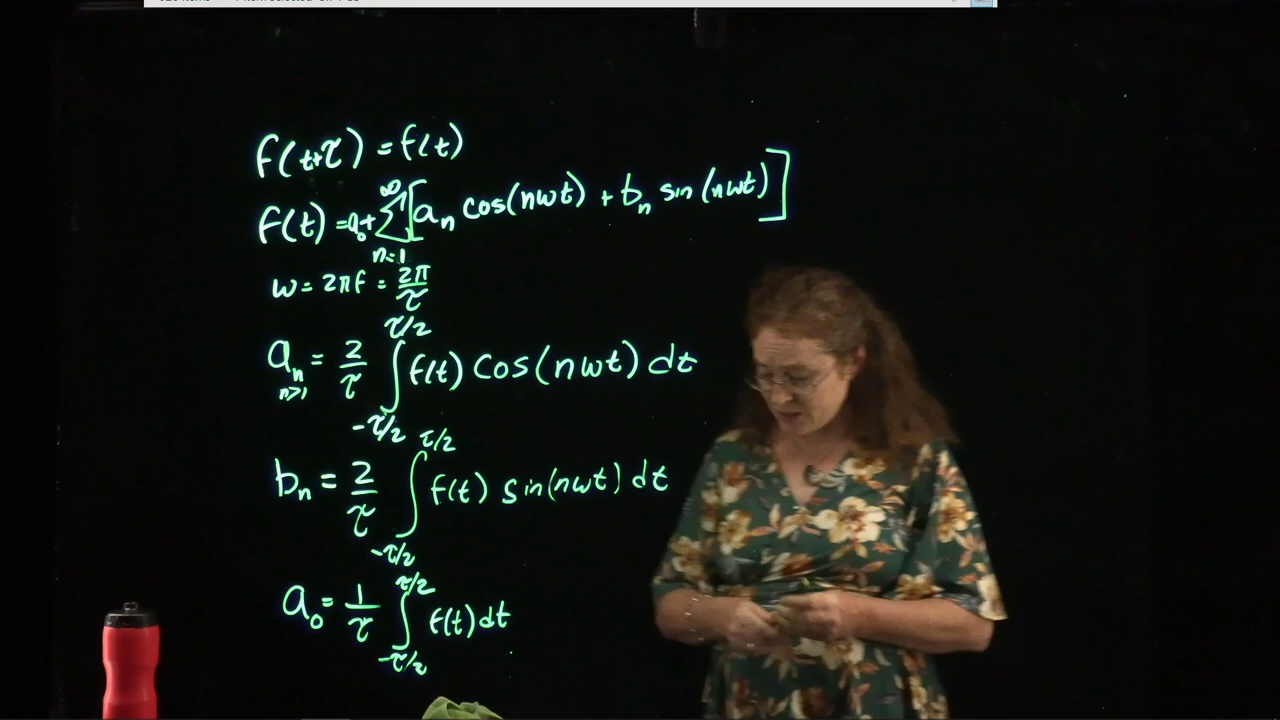 f(t+τ) = f(t)
f(t) = a₀ + ∑ₙ₌₁^∞ [aₙ cos(nωt) + bₙ sin(nωt)]
ω = 2πf = 2π/τ
aₙ = 2/τ ∫_{-τ/2}^{τ/2} f(t) cos(nωt) dt
n>1
bₙ = 2/τ ∫_{-τ/2}^{τ/2} f(t) sin(nωt) dt
a₀ = 1/τ ∫_{-τ/2}^{τ/2} f(t) dt